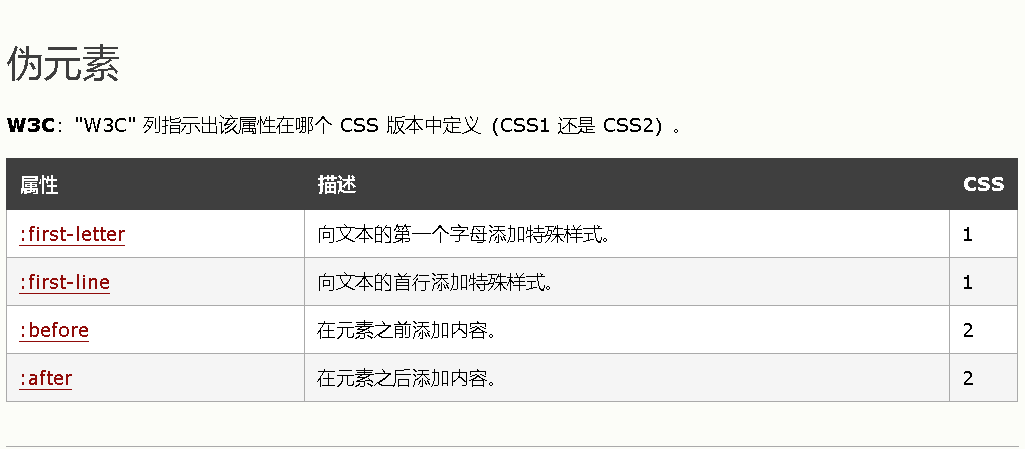 伪元素
W3C："W3C" 列指示出该属性在哪个 CSS 版本中定义（CSS1 还是 CSS2）。
属性 描述 CSS
:first-letter 向文本的第一个字母添加特殊样式。 1
:first-line 向文本的首行添加特殊样式。 1
:before 在元素之前添加内容。 2
:after 在元素之后添加内容。 2